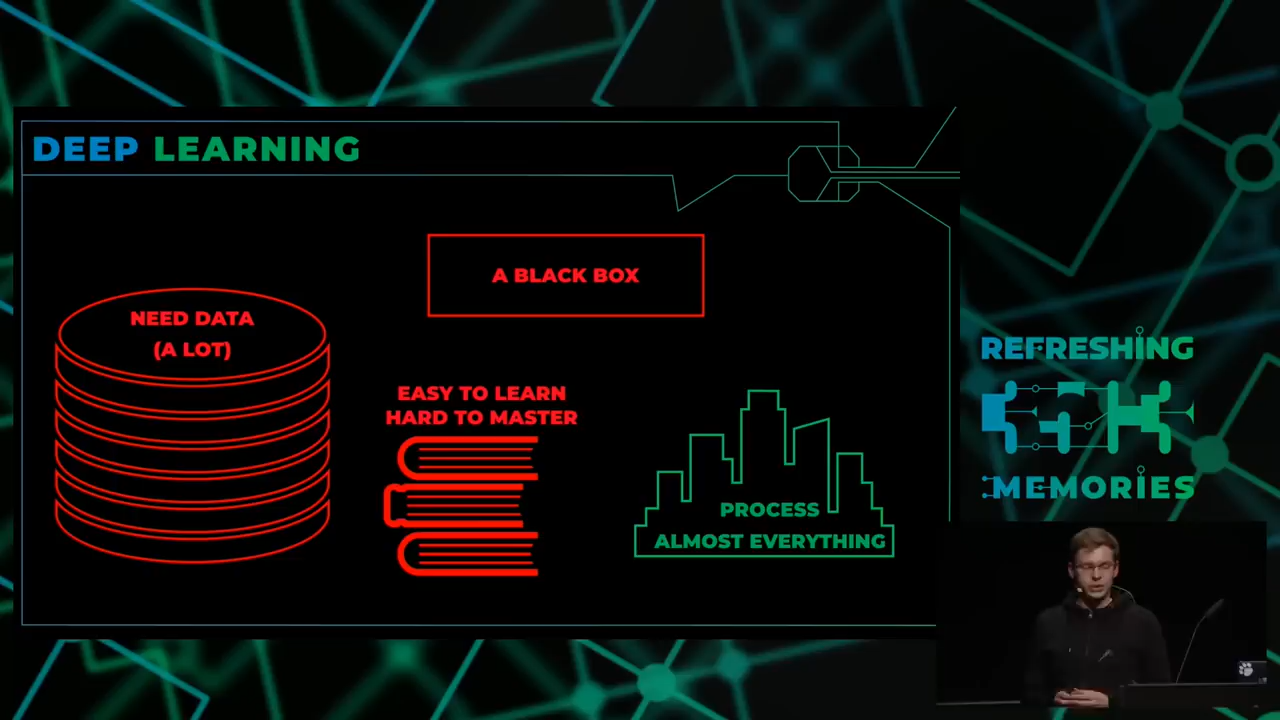 DEEP LEARNING
A BLACK BOX
NEED DATA
(A LOT)
EASY TO LEARN
HARD TO MASTER
PROCESS
ALMOST EVERYTHING
REFRESHING
MEMORIES